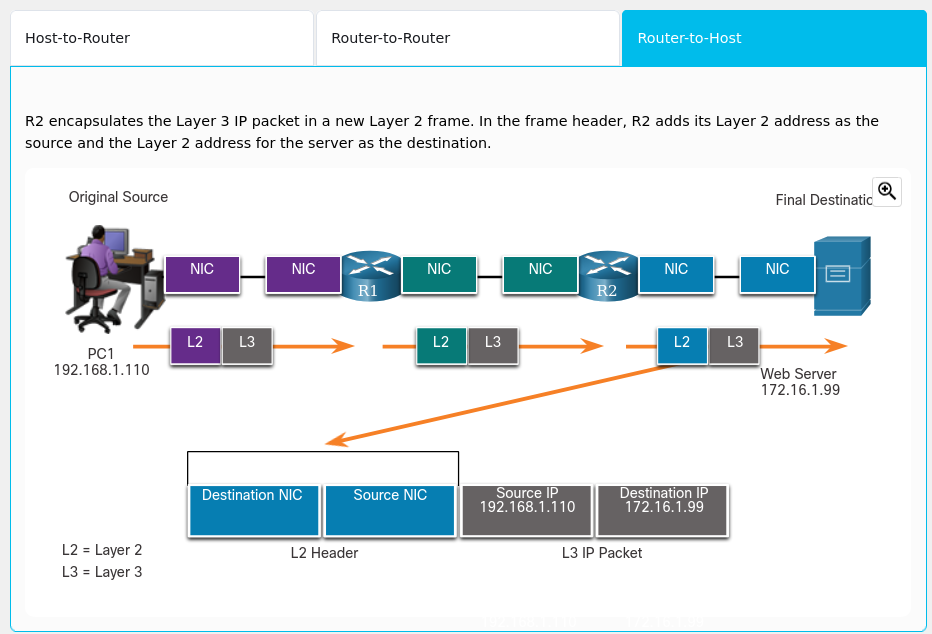 Host-to-Router
Router-to-Router
Router-to-Host
R2 encapsulates the Layer 3 IP packet in a new Layer 2 frame. In the frame header, R2 adds its Layer 2 address as the
source and the Layer 2 address for the server as the destination.
Original Source
Final Destinatio
NIC
NIC
R1
NIC
NIC
R2
NIC
NIC
L2
L3
L2
L3
L2
L3
PC1
192.168.1.110
Web Server
172.16.1.99
Destination NIC
Source NIC
Source IP
192.168.1.110
Destination IP
172.16.1.99
L2 Header
L3 IP Packet
L2 = Layer 2
L3 = Layer 3